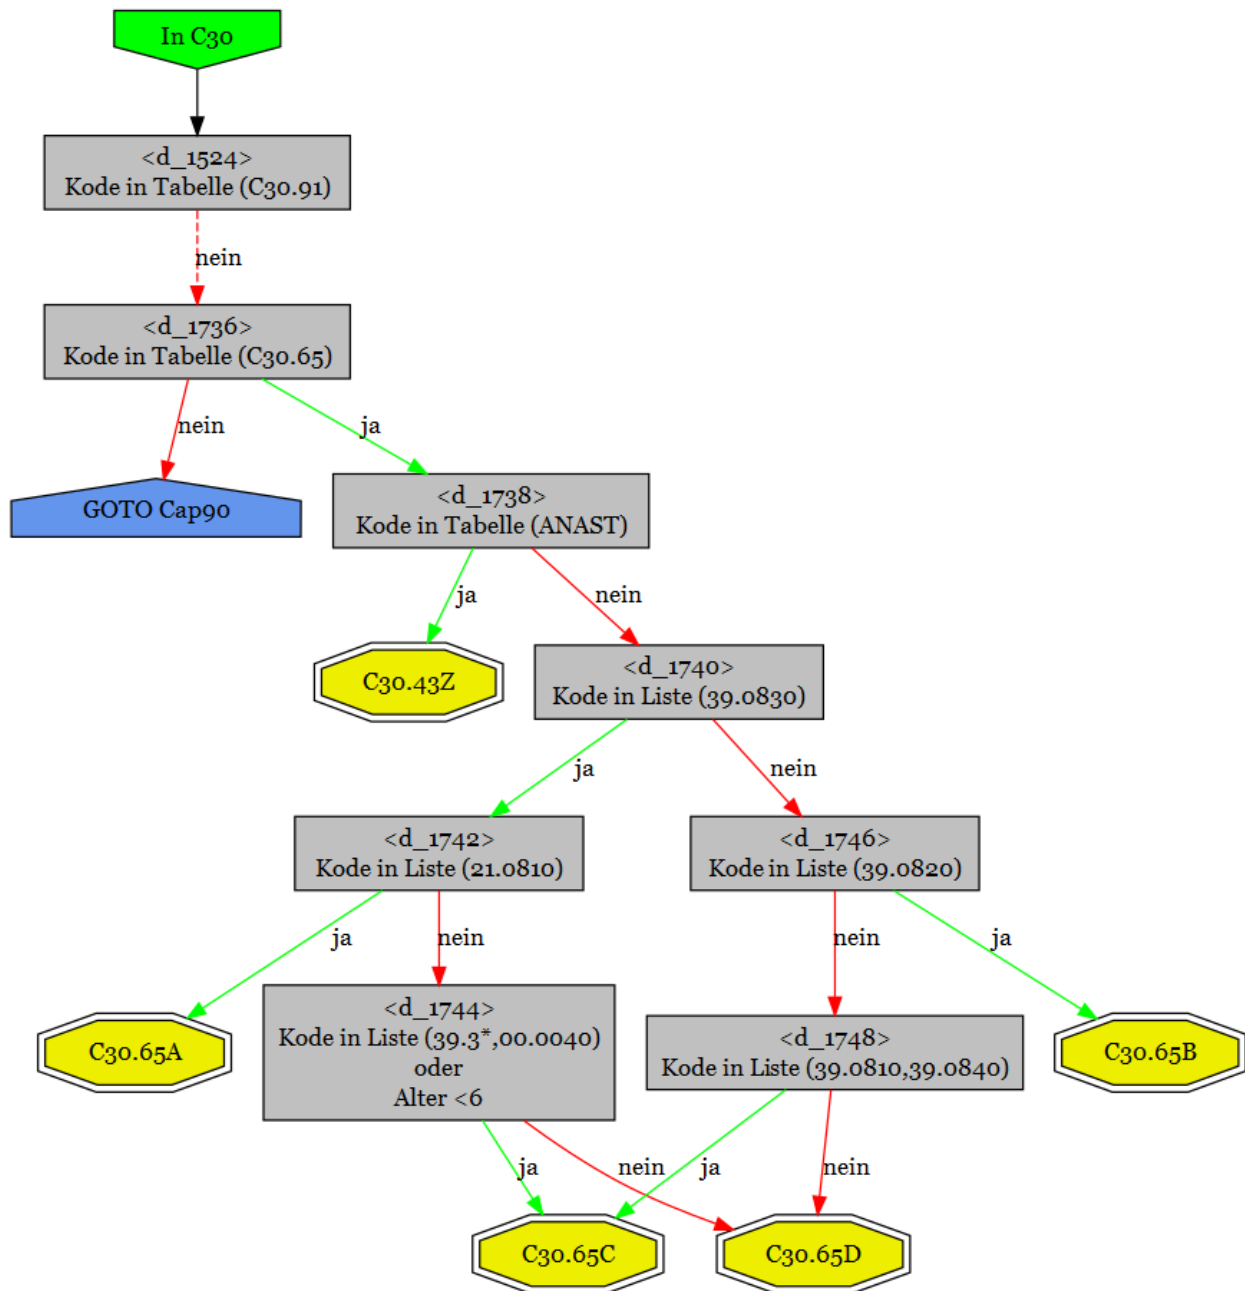 In C30
<d_1524>
Kode in Tabelle (C30.91)
nein
<d_1736>
Kode in Tabelle (C30.65)
nein
ja
GOTO Cap90
<d_1738>
Kode in Tabelle (ANAST)
ja
nein
C30.43Z
<d_1740>
Kode in Liste (39.0830)
ja
nein
<d_1742>
Kode in Liste (21.0810)
<d_1746>
Kode in Liste (39.0820)
ja
nein
nein
ja
C30.65A
<d_1744>
Kode in Liste (39.3*,00.0040)
oder
Alter <6
<d_1748>
Kode in Liste (39.0810,39.0840)
C30.65B
ja
nein
ja
nein
C30.65C
C30.65D